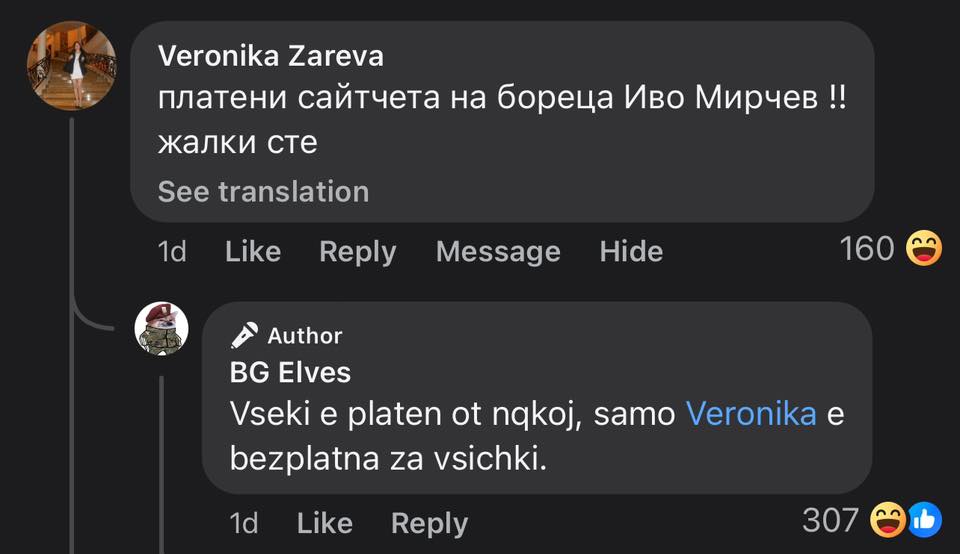 Veronika Zareva
платени сайтчета на бореца Иво Мирчев !!
жалки сте
See translation
1d Like Reply Message Hide 160
Author
BG Elves
Vseki e platen ot nqkoj, samo Veronika e
bezplatna za vsichki.
1d Like Reply 307